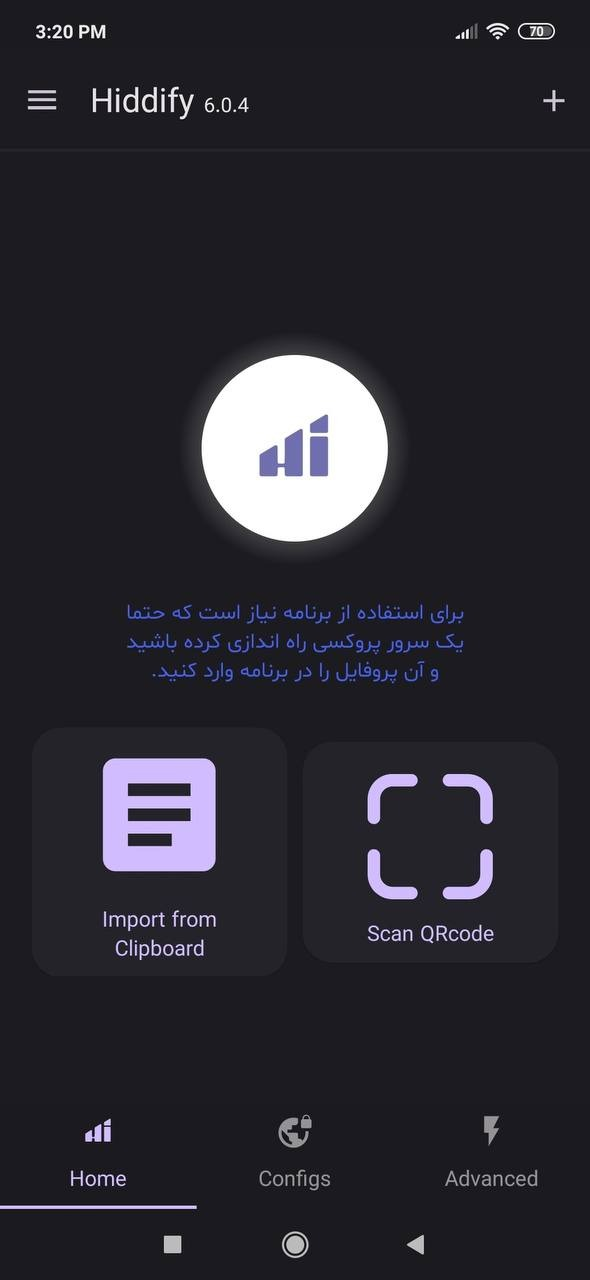 3:20 PM
70
Hiddify 6.0.4
برای استفاده از برنامه نیاز است که حتما
یک سرور پروکسی راه اندازی کرده باشید
و آن پروفایل را در برنامه وارد کنید.
Import from
Clipboard
Scan QRcode
Home
Configs
Advanced